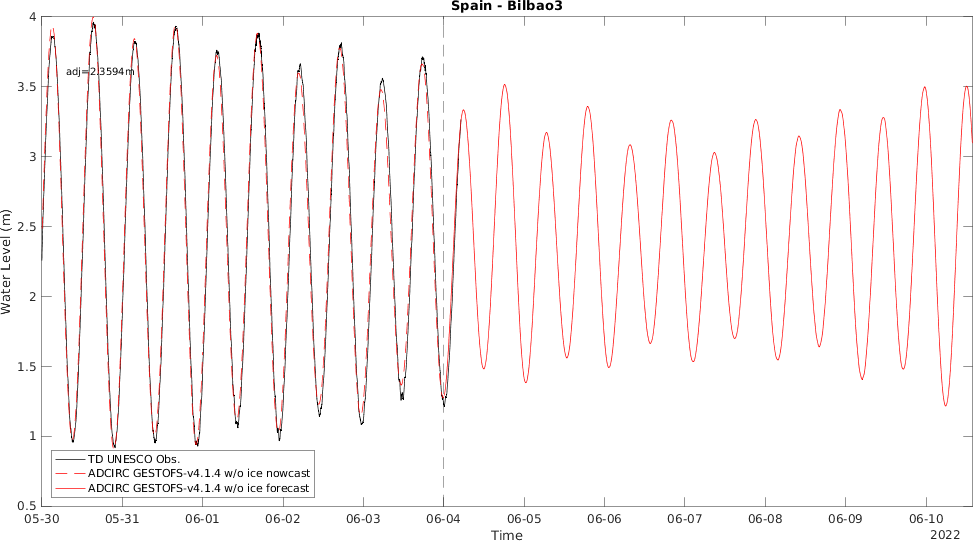 Spain - Bilbao3
4
3.5
3
2.5
2
1.5
1
0.5
Water Level (m)
adj=2.3594m
TD UNESCO Obs.
ADCIRC GESTOFS-v4.1.4 w/o ice nowcast
ADCIRC GESTOFS-v4.1.4 w/o ice forecast
05-30 05-31 06-01 06-02 06-03 06-04 06-05 06-06 06-07 06-08 06-09 06-10
Time
2022